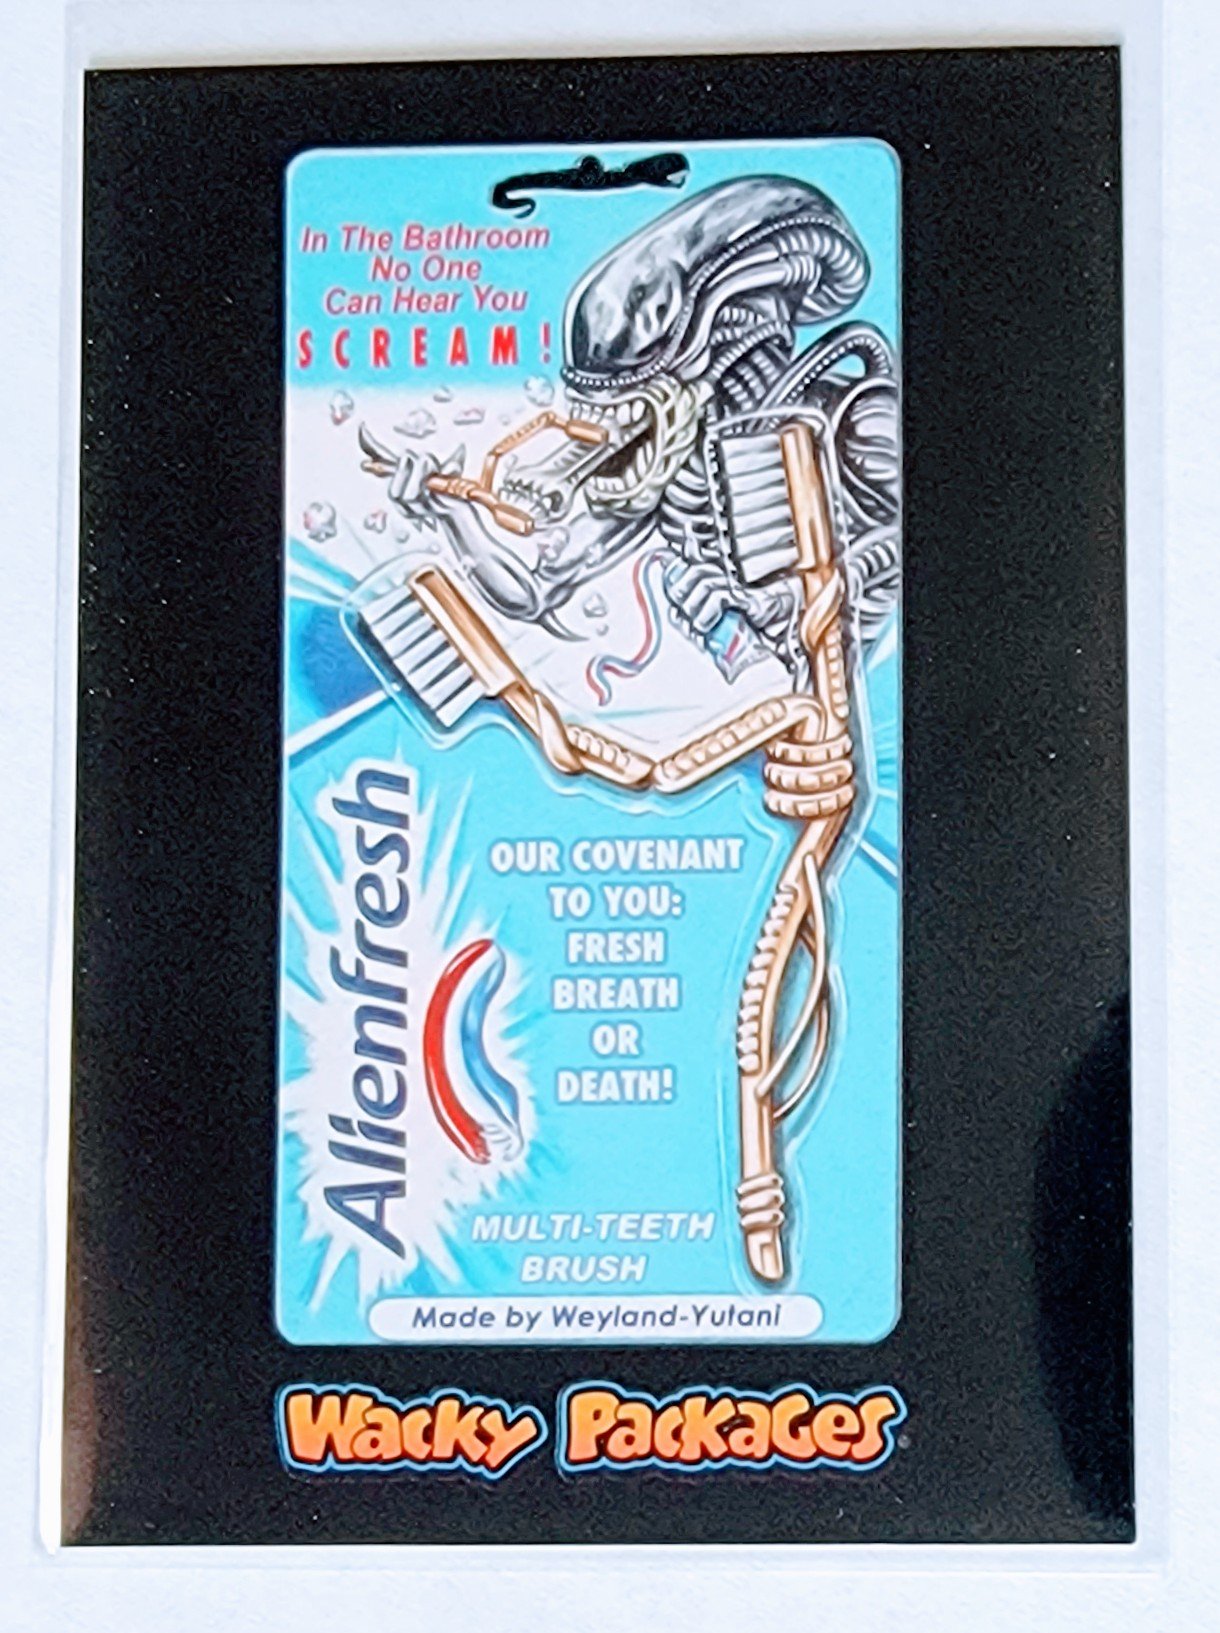 In The Bathroom
No One
Can Hear You
SCREAM!
Alienfresh
OUR COVENANT
TO YOU:
FRESH
BREATH
OR
DEATH!
MULTI-TEETH
BRUSH
Made by Weyland-Yutani
Wacky Packages